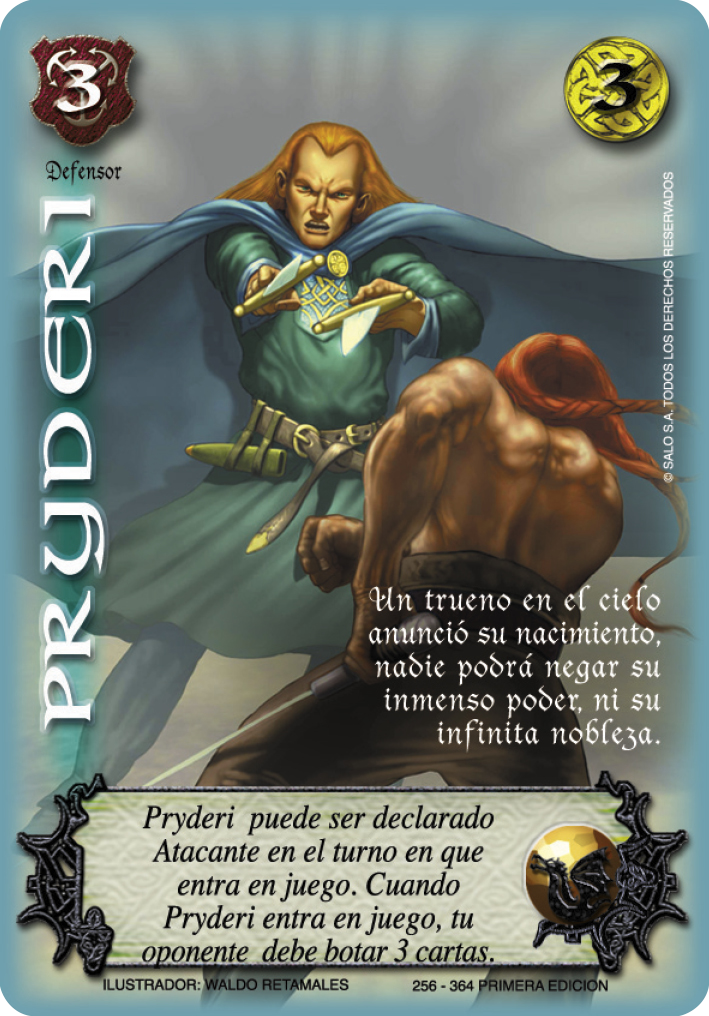 3
3
Defensor
PRYDERI
© SALO S.A. TODOS LOS DERECHOS RESERVADOS
Un trueno en el cielo
anunció su nacimiento,
nadie podrá negar su
inmenso poder, ni su
infinita nobleza.
Pryderi puede ser declarado
Atacante en el turno en que
entra en juego. Cuando
Pryderi entra en juego, tu
oponente debe botar 3 cartas.
ILUSTRADOR: WALDO RETAMALES
256 - 364 PRIMERA EDICION